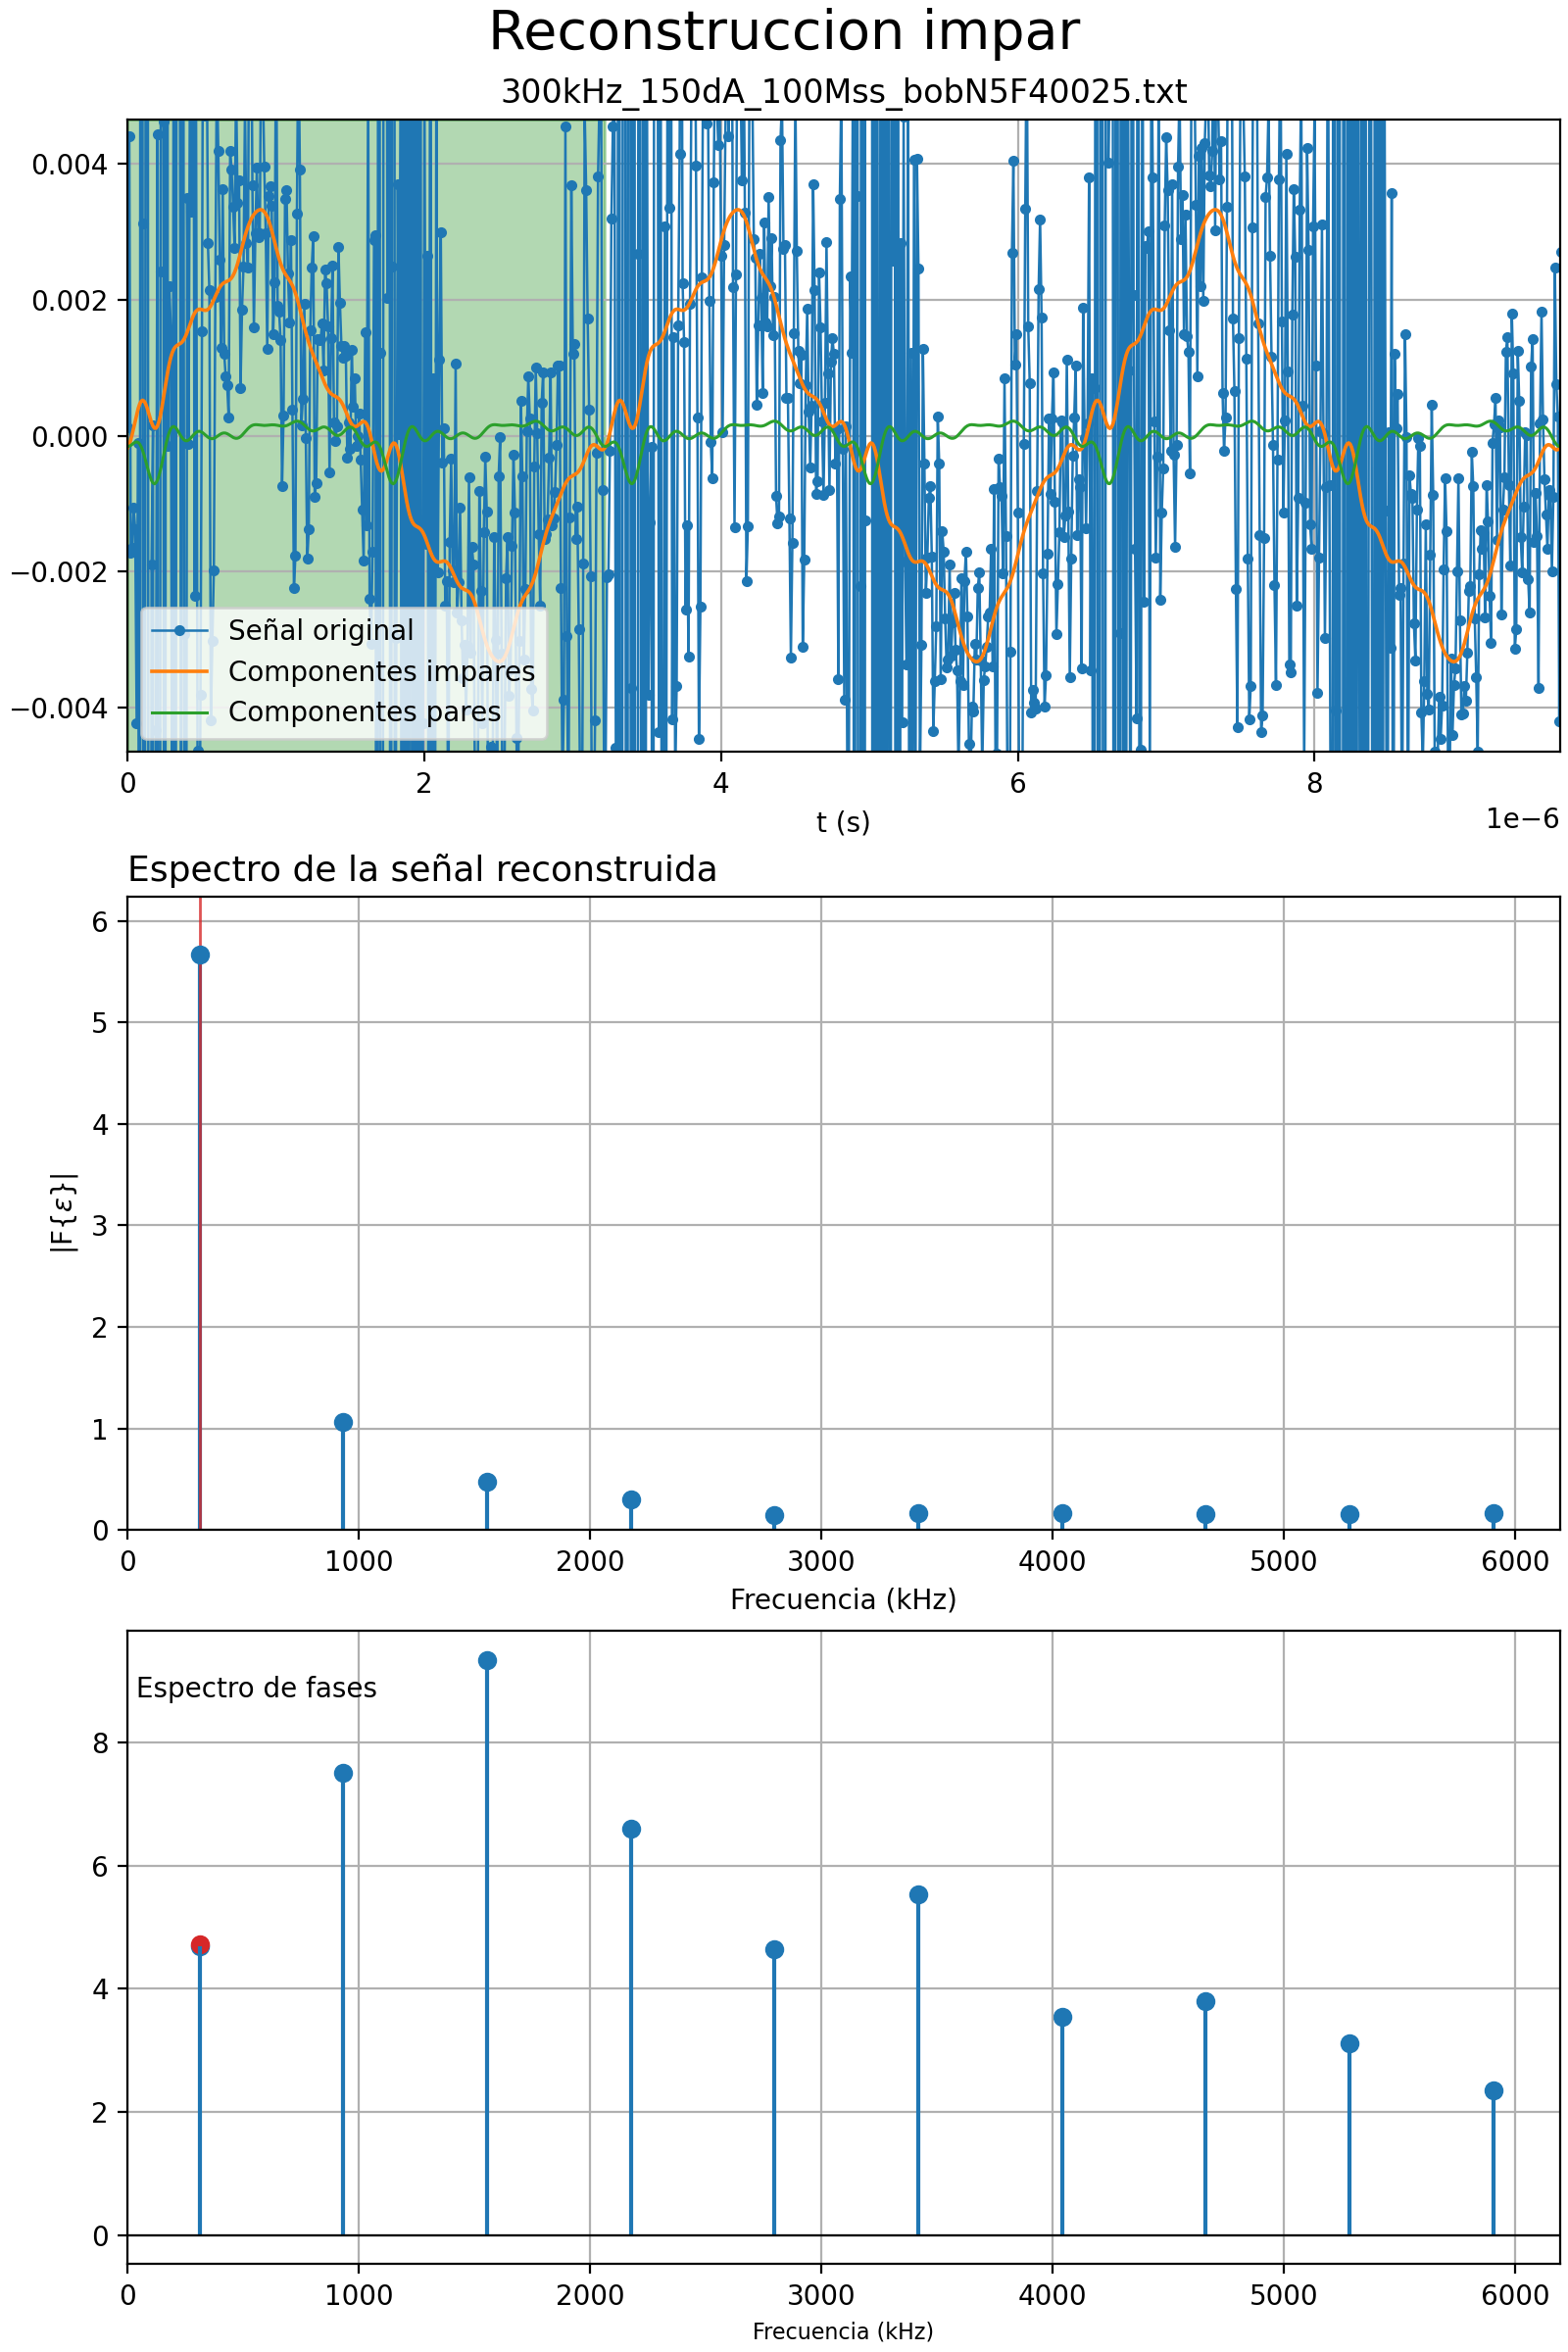 Reconstruccion impar
300kHz_150dA_100Mss_bobN5F40025.txt
0.004
0.002
0.000
−0.002
−0.004
Señal original
Componentes impares
Componentes pares
0 2 4 6 8
1e−6
t (s)
Espectro de la señal reconstruida
6
5
4
3
2
1
0
|F{ε}|
0 1000 2000 3000 4000 5000 6000
Frecuencia (kHz)
Espectro de fases
8
6
4
2
0
0 1000 2000 3000 4000 5000 6000
Frecuencia (kHz)